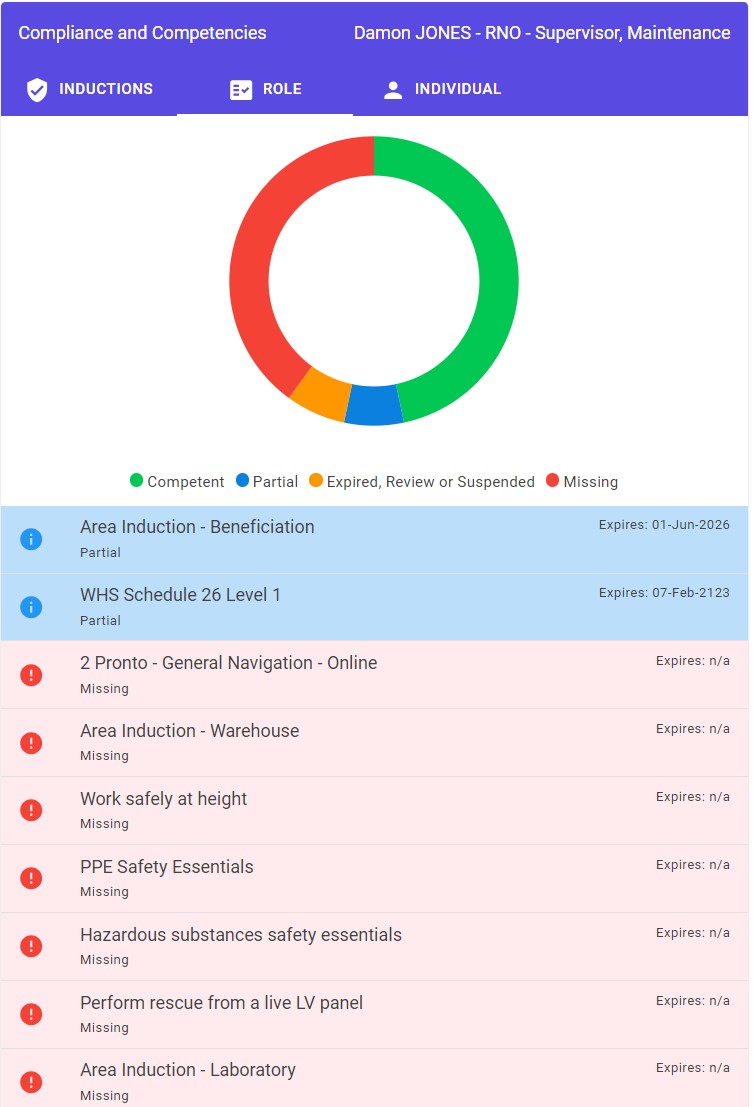 Compliance and Competencies
Damon JONES - RNO - Supervisor, Maintenance
INDUCTIONS
ROLE
INDIVIDUAL
Competent
Partial
Expired, Review or Suspended
Missing
Area Induction - Beneficiation
Expires: 01-Jun-2026
Partial
WHS Schedule 26 Level 1
Expires: 07-Feb-2123
Partial
2 Pronto - General Navigation - Online
Expires: n/a
Missing
Area Induction - Warehouse
Expires: n/a
Missing
Work safely at height
Expires: n/a
Missing
PPE Safety Essentials
Expires: n/a
Missing
Hazardous substances safety essentials
Expires: n/a
Missing
Perform rescue from a live LV panel
Expires: n/a
Missing
Area Induction - Laboratory
Expires: n/a
Missing